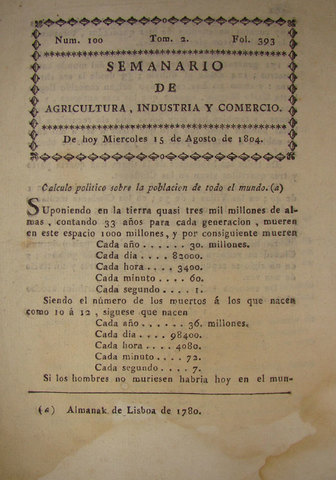 Num. 100 Tom. 2. Fol. 393
SEMANARIO
DE
AGRICULTURA, INDUSTRIA Y COMERCIO.
De hoy Miercoles 15 de Agosto de 1804.
Calculo politico sobre la poblacion de todo el mundo. (a)
Suponiendo en la tierra quasi tres mil millones de al-
mas, contando 33 años para cada generacion, mueren
en este espacio 1000 millones, y por consiguiente mueren
Cada año . . . . . . 30. millones.
Cada dia . . . . 82000.
Cada hora . . . . 3400.
Cada minuto . . . . 60.
Cada segundo . . . . 1.
Siendo el número de los muertos á los que nacen
como 10 á 12, siguese que nacen
Cada año . . . . . . 36. millones.
Cada dia . . . . 98400.
Cada hora . . . . 4080.
Cada minuto . . . . 72.
Cada segundo . . . . 7.
Si los hombres no muriesen habria hoy en el mun-
(a) Almanak de Lisboa de 1780.